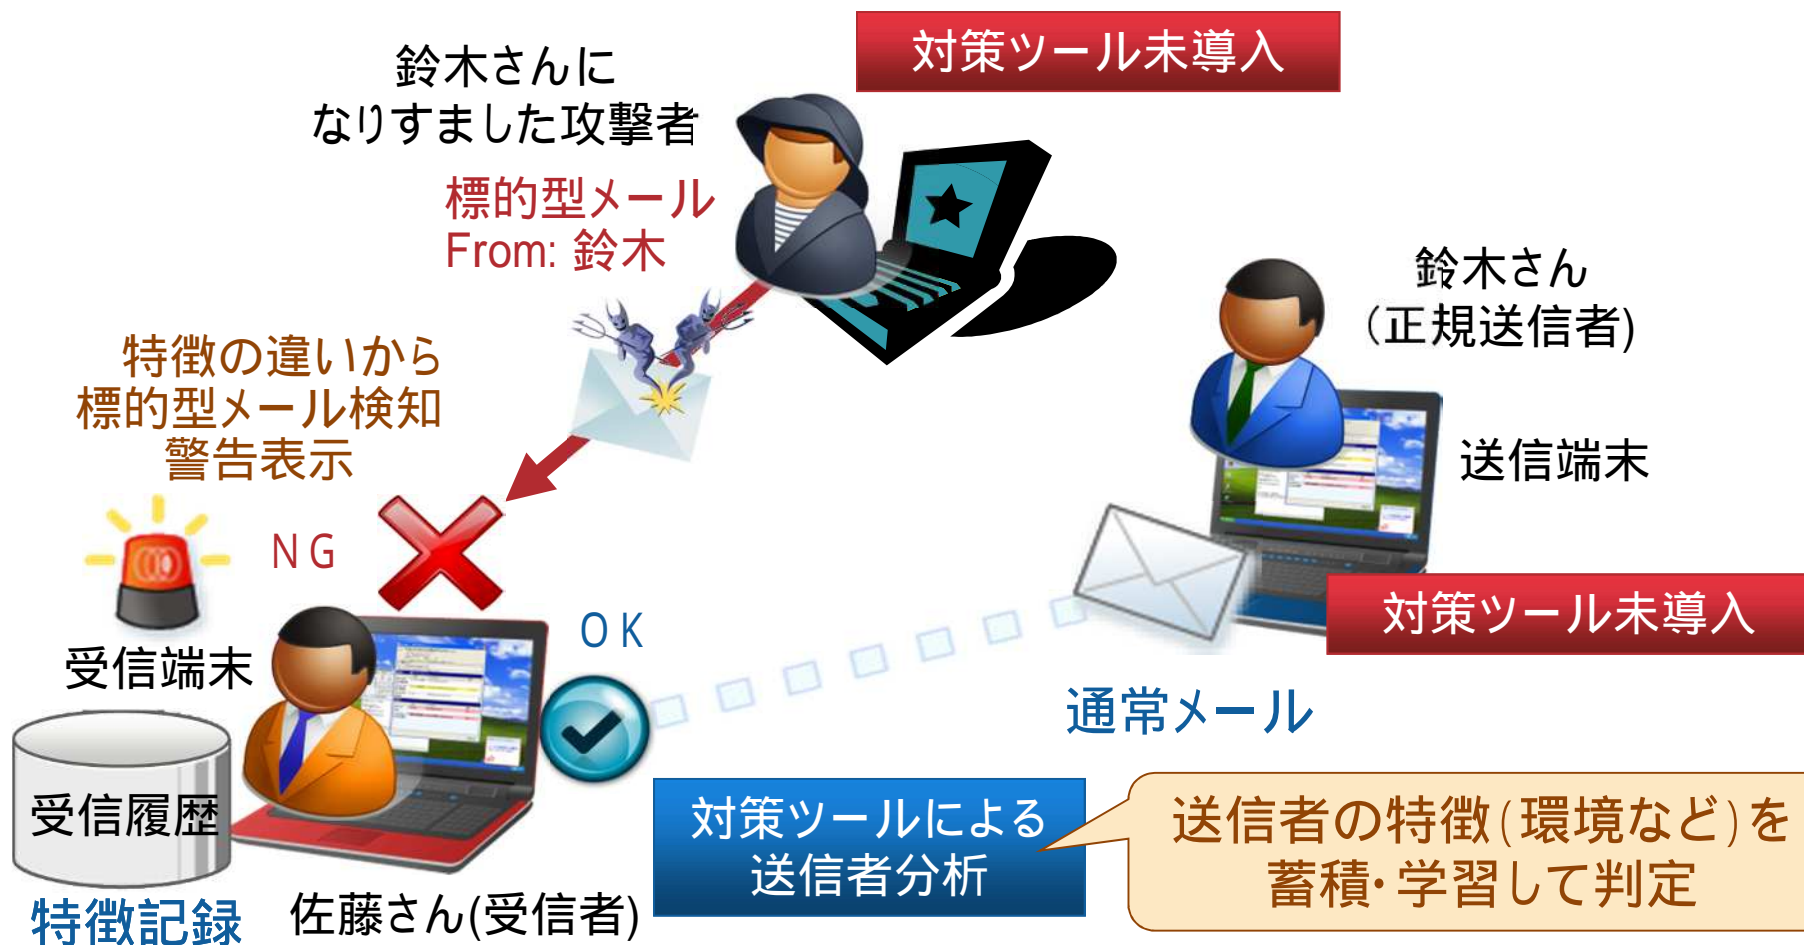 対策ツール未導入
鈴木さんに
なりすました攻撃者
標的型メール
From: 鈴木
鈴木さん
(正規送信者)
送信端末
対策ツール未導入
特徴の違いから
標的型メール検知
警告表示
NG
OK
受信端末
通常メール
受信履歴
特徴記録
佐藤さん(受信者)
対策ツールによる
送信者分析
送信者の特徴(環境など)を
蓄積・学習して判定